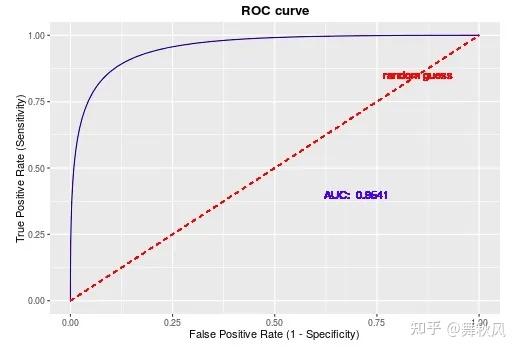 ROC curve
1.00
0.75
0.50
0.25
0.00
True Positive Rate (Sensitivity)
random guess
AUC: 0.9541
0.00
0.25
0.50
0.75
1.00
False Positive Rate (1 - Specificity)
知乎 @舞秋风